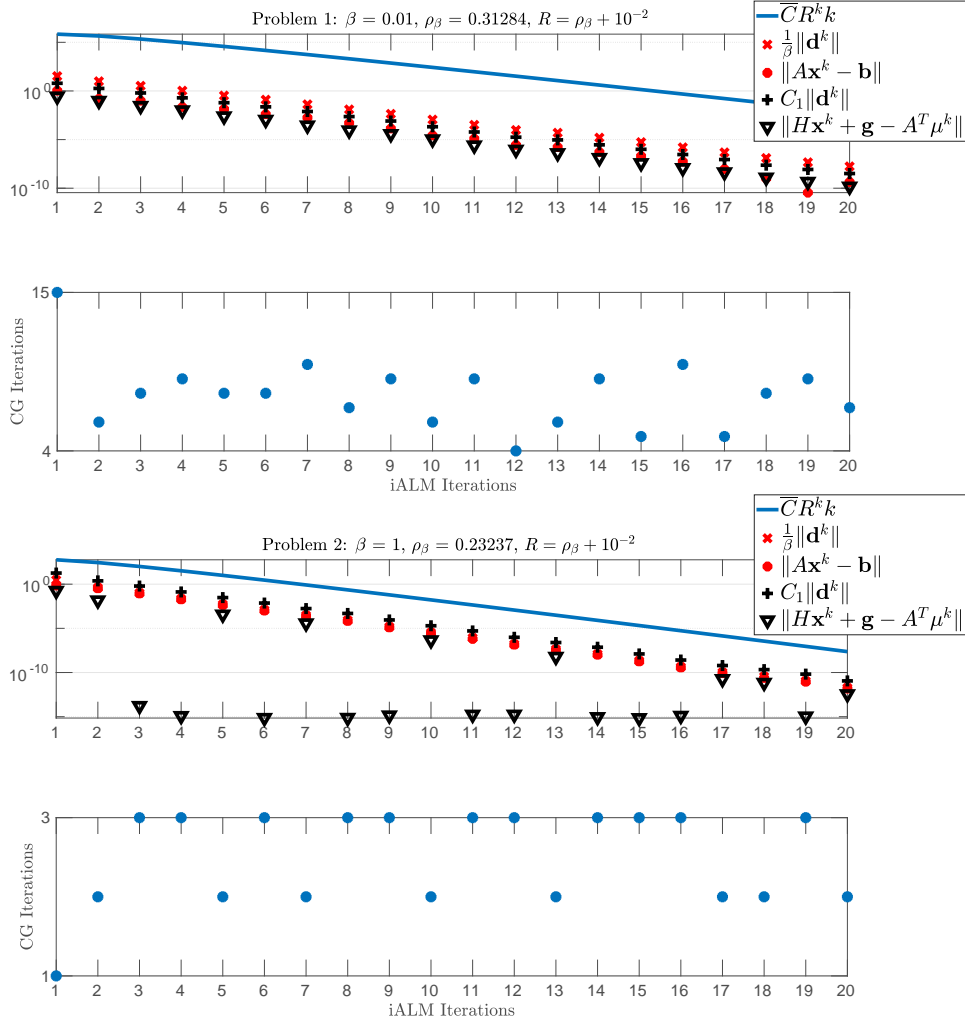 Problem 1: β = 0.01, ρ_β = 0.31284, R = ρ_β + 10^{-2}
C̅R^k k
1/β‖d^k‖
‖Ax^k − b‖
C_1‖d^k‖
‖Hx^k + g − A^T μ^k‖
10^0
10^{-10}
1 2 3 4 5 6 7 8 9 10 11 12 13 14 15 16 17 18 19 20
15
CG Iterations
4
1 2 3 4 5 6 7 8 9 10 11 12 13 14 15 16 17 18 19 20
iALM Iterations
Problem 2: β = 1, ρ_β = 0.23237, R = ρ_β + 10^{-2}
C̅R^k k
1/β‖d^k‖
‖Ax^k − b‖
C_1‖d^k‖
‖Hx^k + g − A^T μ^k‖
10^0
10^{-10}
1 2 3 4 5 6 7 8 9 10 11 12 13 14 15 16 17 18 19 20
3
CG Iterations
1
1 2 3 4 5 6 7 8 9 10 11 12 13 14 15 16 17 18 19 20
iALM Iterations